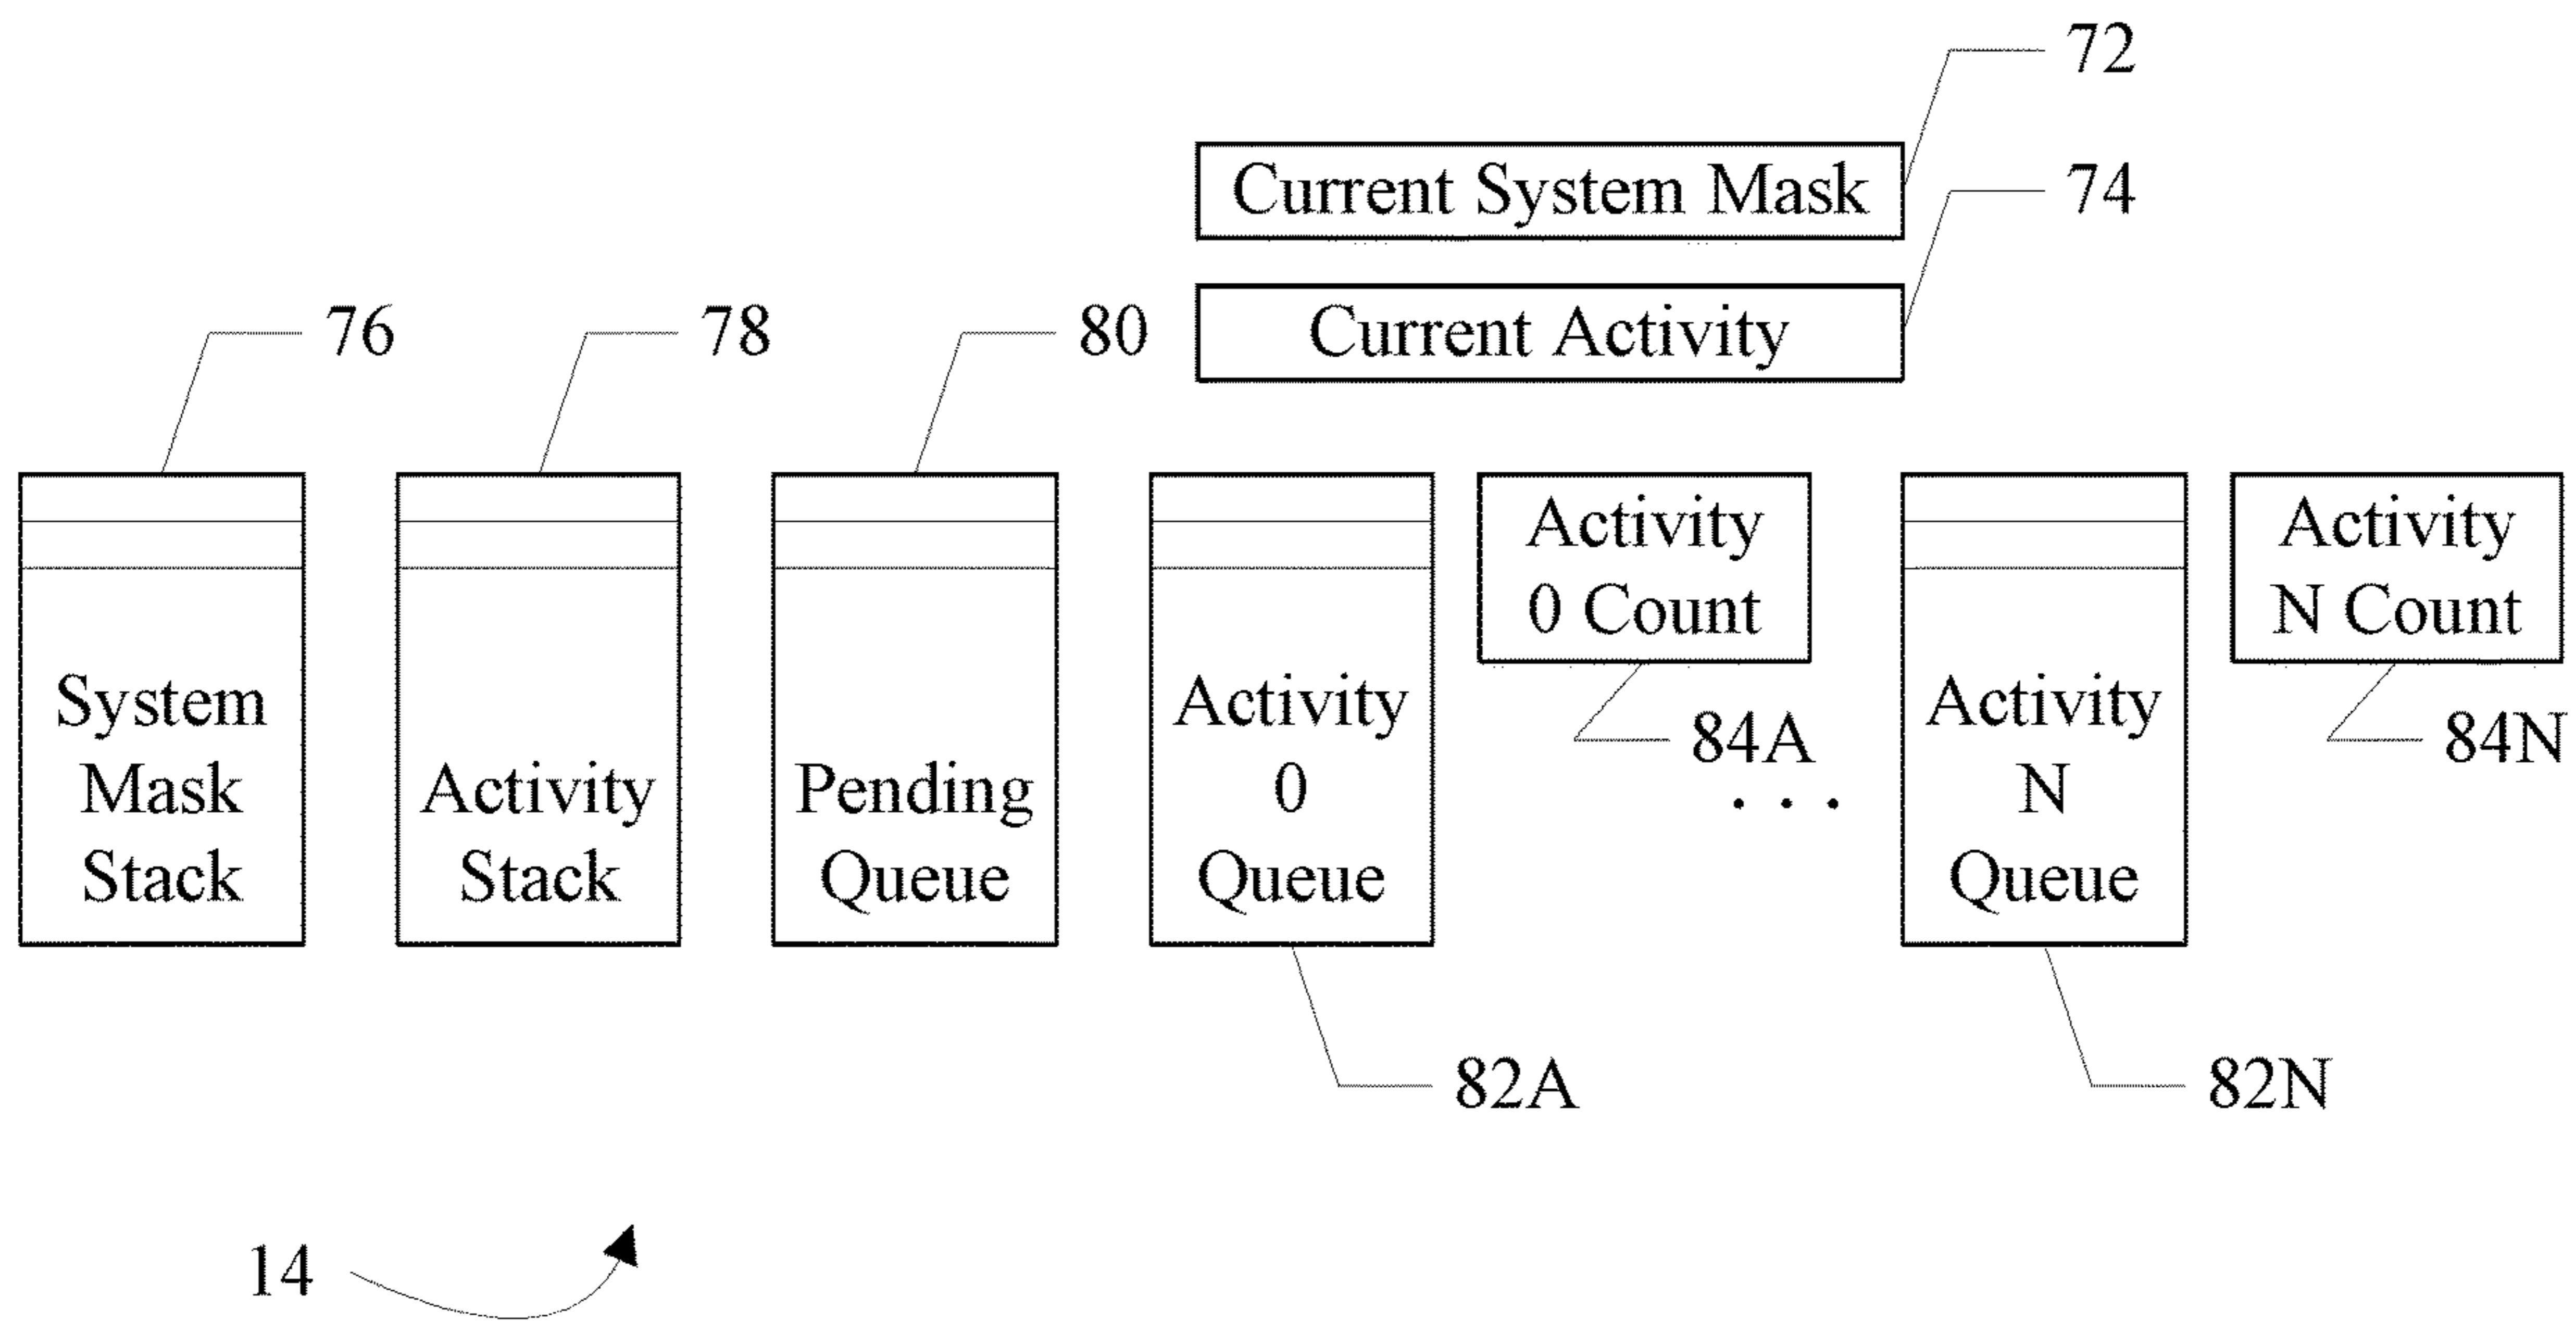 72
Current System Mask
74
Current Activity
76
78
80
System
Mask
Stack
Activity
Stack
Pending
Queue
Activity
0
Queue
Activity
0 Count
84A
. . .
Activity
N
Queue
Activity
N Count
84N
82A
82N
14